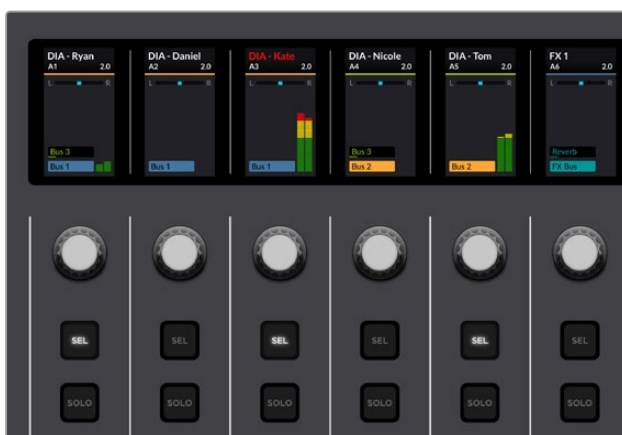 DIA - Ryan
A1 2.0
L R
Bus 3
Bus 1
DIA - Daniel
A2 2.0
L R
Bus 1
DIA - Kate
A3 2.0
L R
Bus 1
DIA - Nicole
A4 2.0
L R
Bus 3
Bus 2
DIA - Tom
A5 2.0
L R
Bus 2
FX 1
A6 2.0
L R
Reverb
FX Bus
SEL SEL SEL SEL SEL SEL
SOLO SOLO SOLO SOLO SOLO SOLO